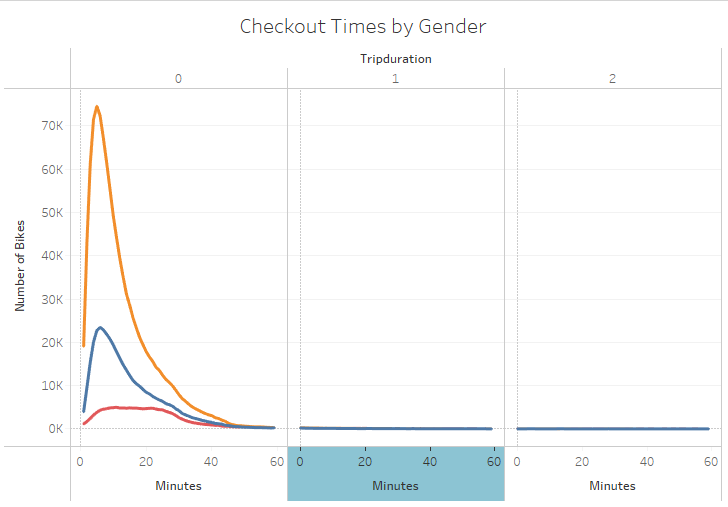 Checkout Times by Gender
Tripduration
0 1 2
70K
60K
50K
40K
30K
20K
10K
0K
Number of Bikes
0 20 40 60 0 20 40 60 0 20 40 60
Minutes Minutes Minutes